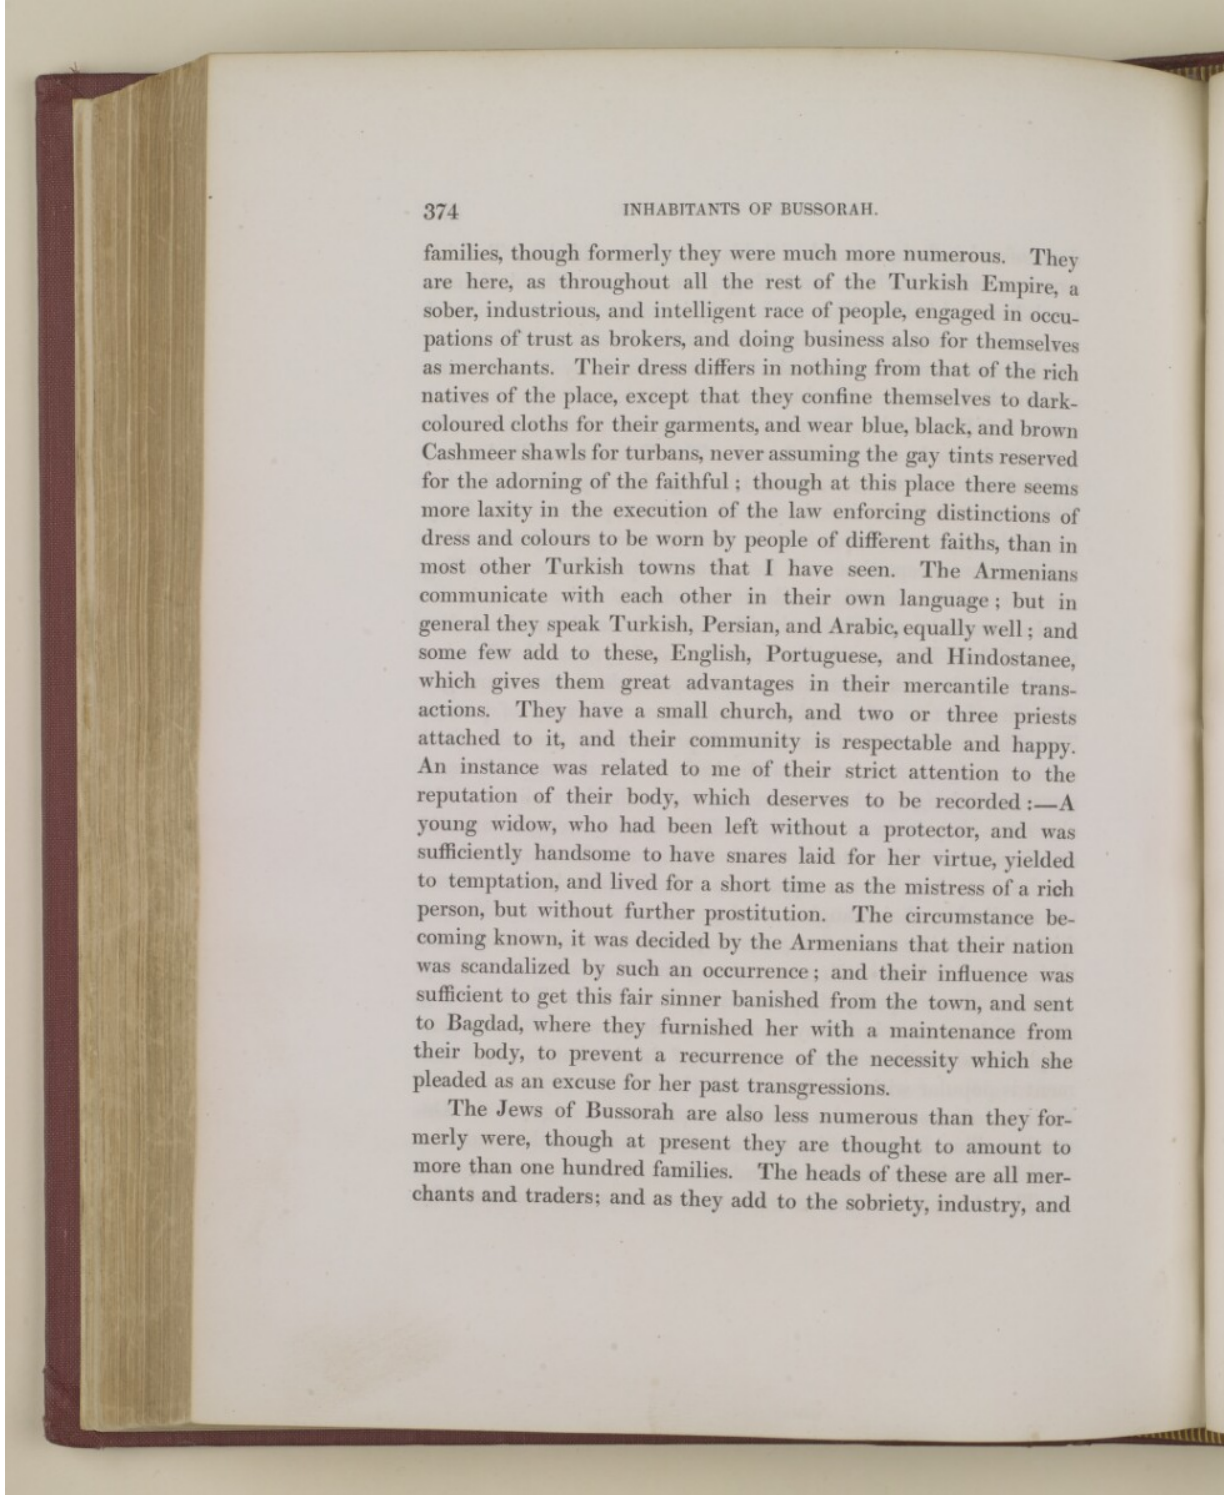 374 INHABITANTS OF BUSSORAH.
families, though formerly they were much more numerous. They
are here, as throughout all the rest of the Turkish Empire, a
sober, industrious, and intelligent race of people, engaged in occu-
pations of trust as brokers, and doing business also for themselves
as merchants. Their dress differs in nothing from that of the rich
natives of the place, except that they confine themselves to dark-
coloured cloths for their garments, and wear blue, black, and brown
Cashmeer shawls for turbans, never assuming the gay tints reserved
for the adorning of the faithful ; though at this place there seems
more laxity in the execution of the law enforcing distinctions of
dress and colours to be worn by people of different faiths, than in
most other Turkish towns that I have seen. The Armenians
communicate with each other in their own language ; but in
general they speak Turkish, Persian, and Arabic, equally well ; and
some few add to these, English, Portuguese, and Hindostanee,
which gives them great advantages in their mercantile trans-
actions. They have a small church, and two or three priests
attached to it, and their community is respectable and happy.
An instance was related to me of their strict attention to the
reputation of their body, which deserves to be recorded :—A
young widow, who had been left without a protector, and was
sufficiently handsome to have snares laid for her virtue, yielded
to temptation, and lived for a short time as the mistress of a rich
person, but without further prostitution. The circumstance be-
coming known, it was decided by the Armenians that their nation
was scandalized by such an occurrence ; and their influence was
sufficient to get this fair sinner banished from the town, and sent
to Bagdad, where they furnished her with a maintenance from
their body, to prevent a recurrence of the necessity which she
pleaded as an excuse for her past transgressions.
The Jews of Bussorah are also less numerous than they for-
merly were, though at present they are thought to amount to
more than one hundred families. The heads of these are all mer-
chants and traders; and as they add to the sobriety, industry, and